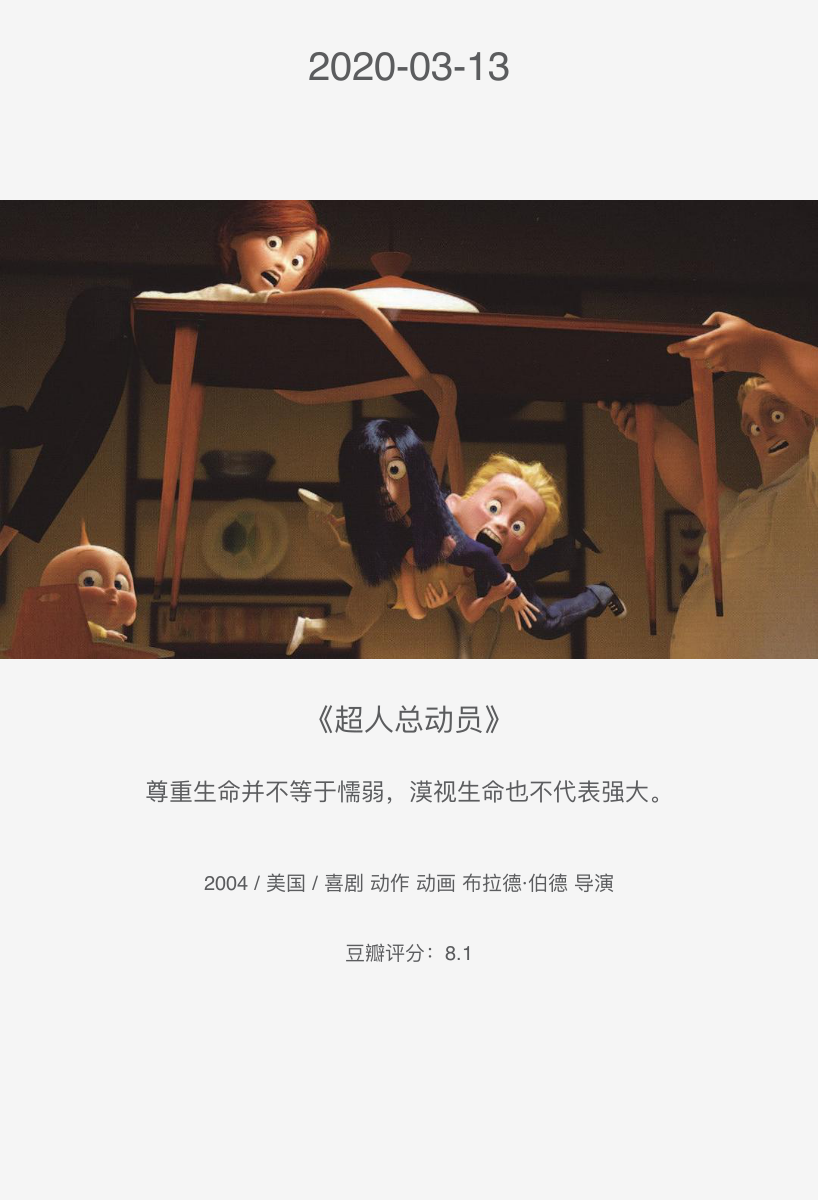 2020-03-13
《超人总动员》
尊重生命并不等于懦弱，漠视生命也不代表强大。
2004 / 美国 / 喜剧 动作 动画 布拉德·伯德 导演
豆瓣评分：8.1